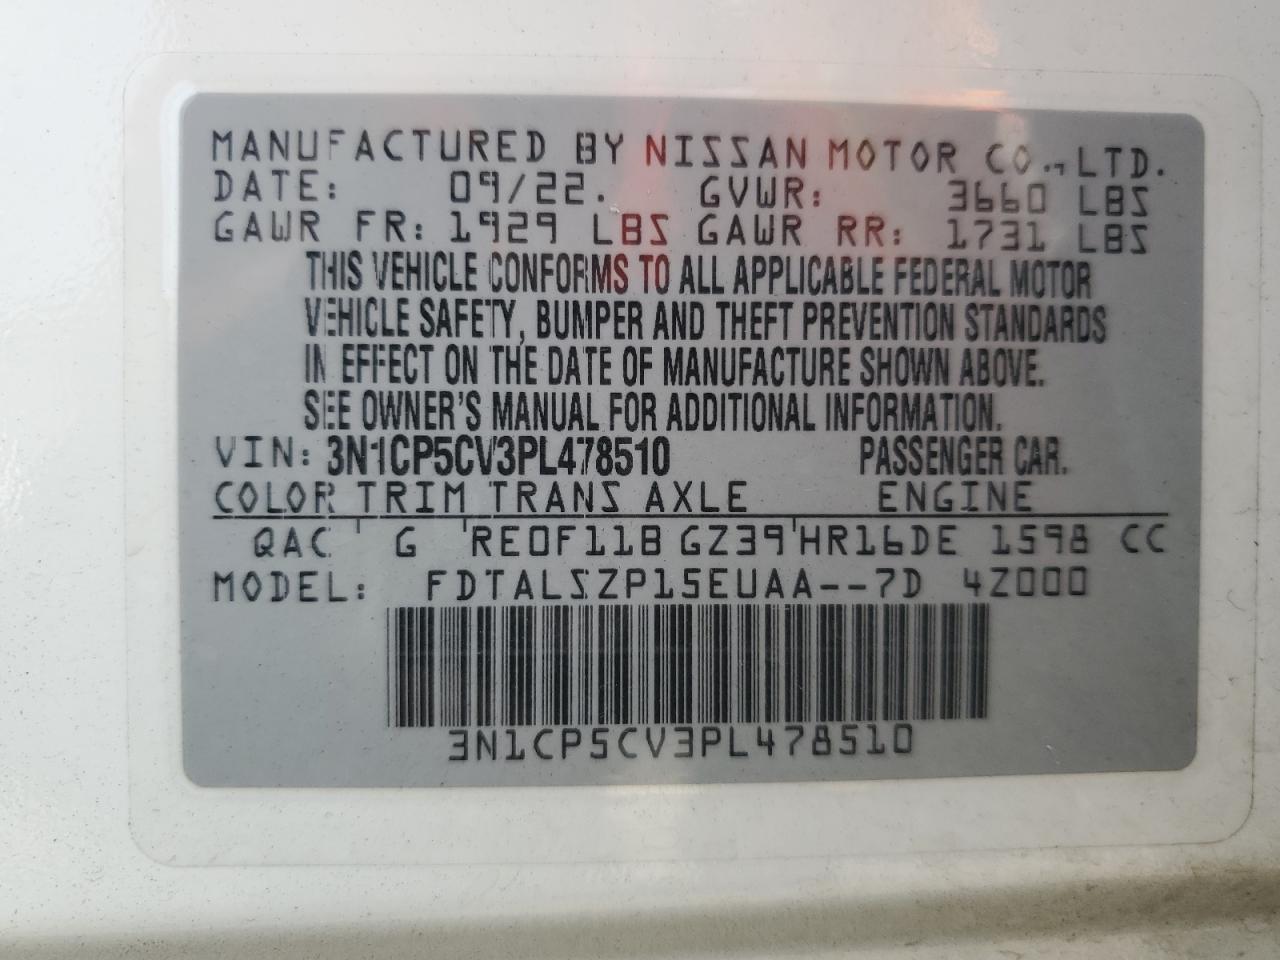 MANUFACTURED BY NISSAN MOTOR CO., LTD.
DATE: 09/22. GVWR: 3660 LBS
GAWR FR: 1929 LBS GAWR RR: 1731 LBS
THIS VEHICLE CONFORMS TO ALL APPLICABLE FEDERAL MOTOR
VEHICLE SAFETY, BUMPER AND THEFT PREVENTION STANDARDS
IN EFFECT ON THE DATE OF MANUFACTURE SHOWN ABOVE.
SEE OWNER'S MANUAL FOR ADDITIONAL INFORMATION.
VIN: 3N1CP5CV3PL478510 PASSENGER CAR.
COLOR TRIM TRANS AXLE ENGINE
QAC G RE0F11B GZ39 HR16DE 1598 CC
MODEL: FDTALSZP15EUAA--7D 4Z000
3N1CP5CV3PL478510